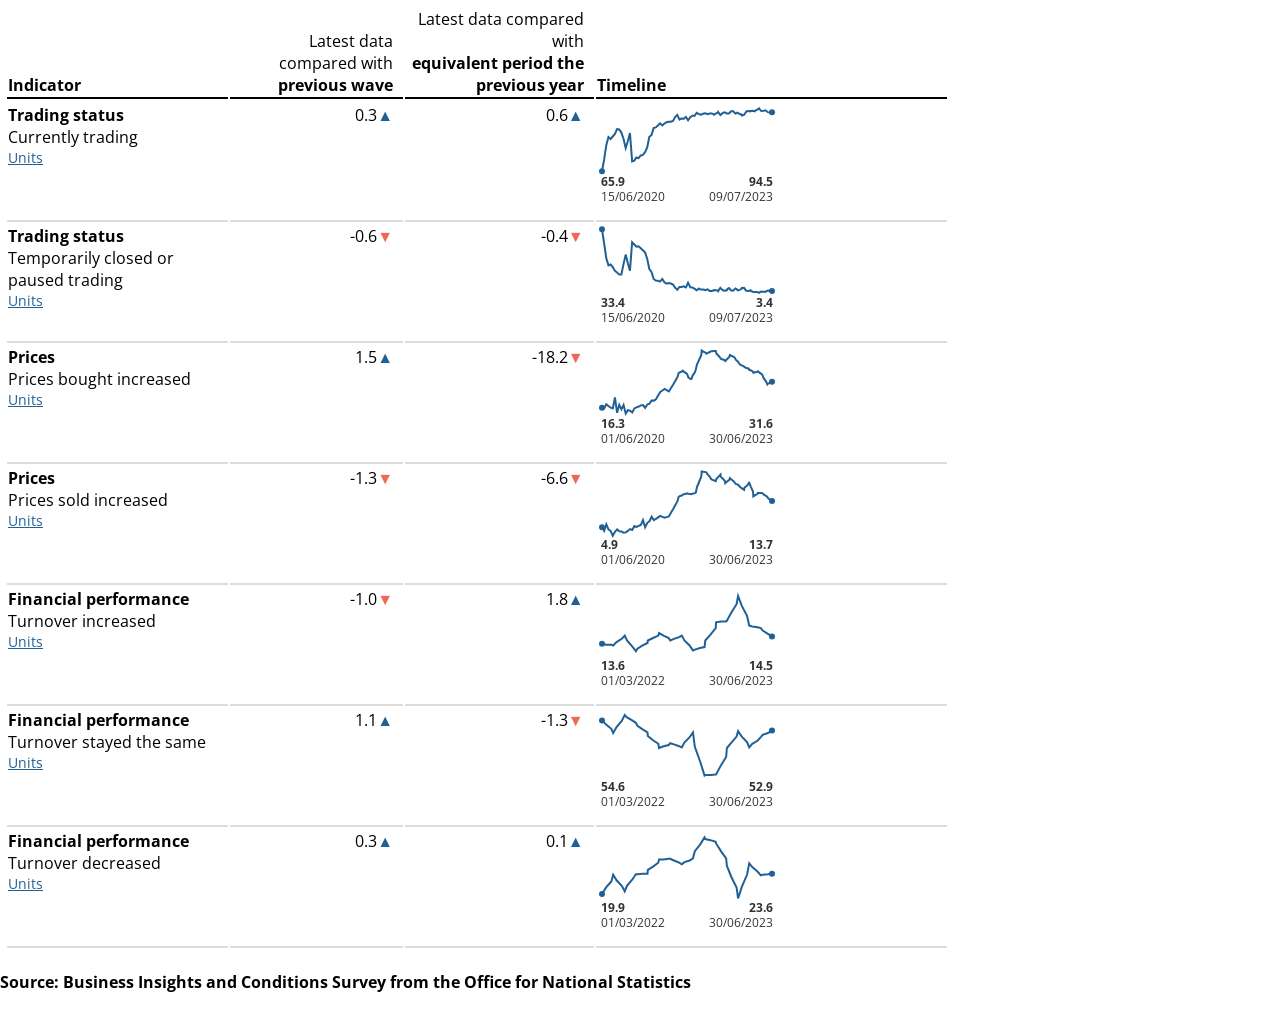 Latest data compared
Latest data
with
compared with
equivalent period the
Indicator
previous wave
previous year
Timeline
Trading status
0.3▲
0.6▲
Currently trading
Units
65.9
94.5
15/06/2020
09/07/2023
Trading status
-0.6▼
-0.4▼
Temporarily closed or
paused trading
Units
33.4
3.4
15/06/2020
09/07/2023
Prices
1.5▲
-18.2▼
Prices bought increased
Units
16.3
31.6
01/06/2020
30/06/2023
Prices
-1.3▼
-6.6▼
Prices sold increased
Units
4.9
13.7
01/06/2020
30/06/2023
Financial performance
-1.0▼
1.8▲
Turnover increased
Units
13.6
14.5
01/03/2022
30/06/2023
Financial performance
1.1▲
-1.3▼
Turnover stayed the same
Units
54.6
52.9
01/03/2022
30/06/2023
Financial performance
0.3▲
0.1▲
Turnover decreased
Units
19.9
23.6
01/03/2022
30/06/2023
Source: Business Insights and Conditions Survey from the Office for National Statistics